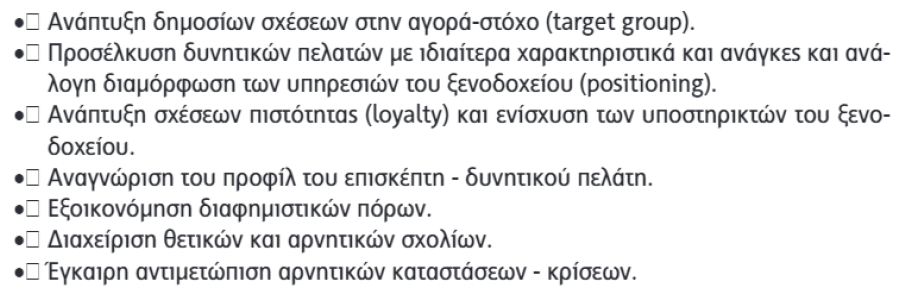 •□ Ανάπτυξη δημοσίων σχέσεων στην αγορά-στόχο (target group).
•□ Προσέλκυση δυνητικών πελατών με ιδιαίτερα χαρακτηριστικά και ανάγκες και ανά-
λογη διαμόρφωση των υπηρεσιών του ξενοδοχείου (positioning).
•□ Ανάπτυξη σχέσεων πιστότητας (loyalty) και ενίσχυση των υποστηρικτών του ξενο-
δοχείου.
•□ Αναγνώριση του προφίλ του επισκέπτη - δυνητικού πελάτη.
•□ Εξοικονόμηση διαφημιστικών πόρων.
•□ Διαχείριση θετικών και αρνητικών σχολίων.
•□ Έγκαιρη αντιμετώπιση αρνητικών καταστάσεων - κρίσεων.